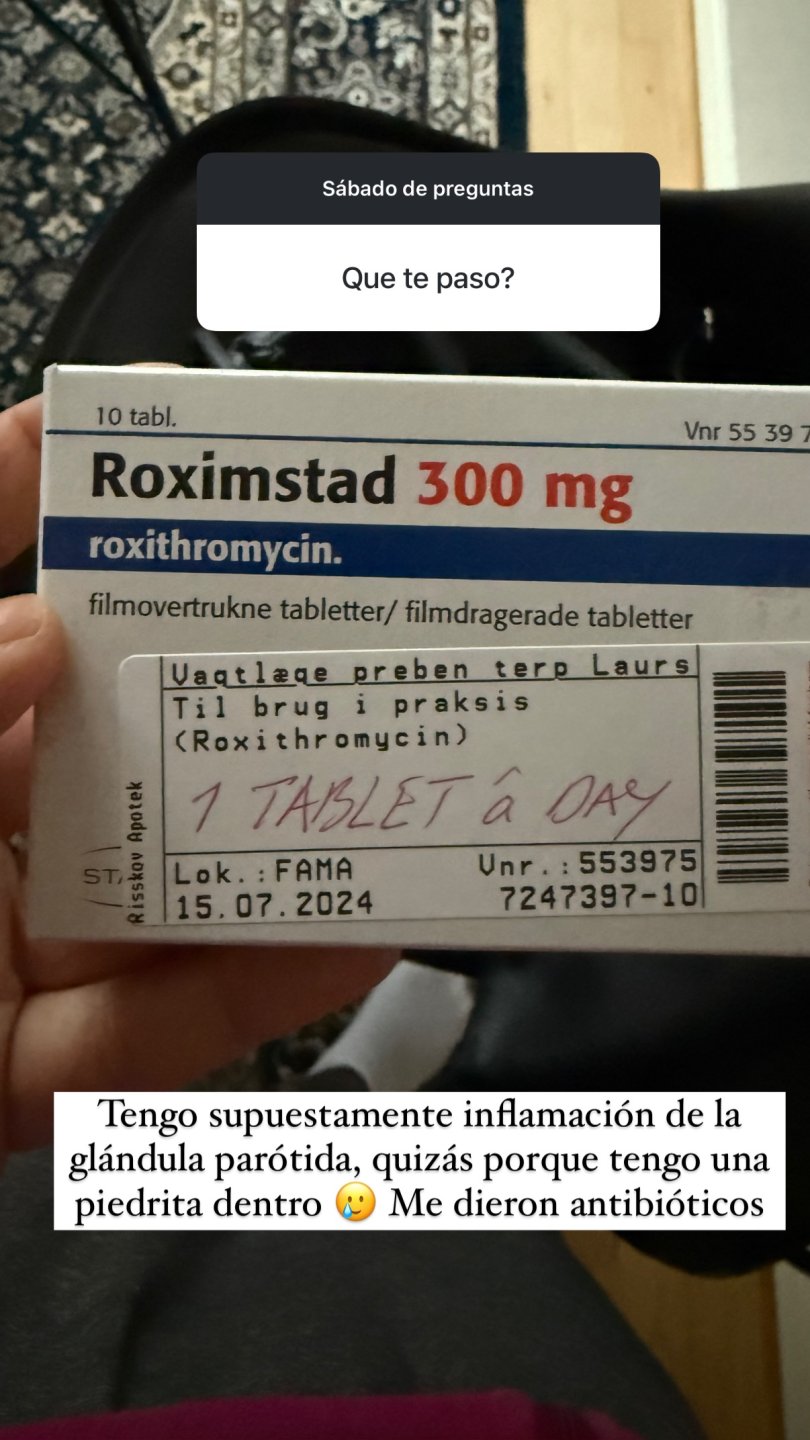 Sábado de preguntas
Que te paso?
10 tabl.
Vnr 55 39 7
Roximstad 300 mg
roxithromycin.
filmovertrukne tabletter/ filmdragerade tabletter
Vagtlæge preben terp Laurs
Til brug i praksis
(Roxithromycin)
1 TABLET â DAY
Lok.:FAMA Vnr.:553975
15.07.2024 7247397-10
Risskov Apotek
STA
Tengo supuestamente inflamación de la
glándula parótida, quizás porque tengo una
piedrita dentro 🥲 Me dieron antibióticos